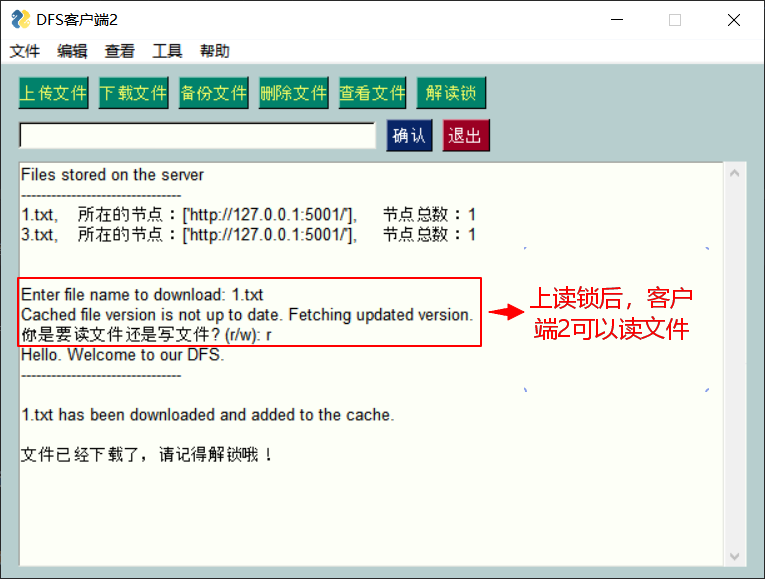 DFS客户端2
文件 编辑 查看 工具 帮助
上传文件 下载文件 备份文件 删除文件 查看文件 解读锁
确认 退出
Files stored on the server
--------------------------------
1.txt, 所在的节点：['http://127.0.0.1:5001/'], 节点总数：1
3.txt, 所在的节点：['http://127.0.0.1:5001/'], 节点总数：1
Enter file name to download: 1.txt
Cached file version is not up to date. Fetching updated version.
你是要读文件还是写文件? (r/w): r
Hello. Welcome to our DFS.
--------------------------------
1.txt has been downloaded and added to the cache.
文件已经下载了，请记得解锁哦！
上读锁后，客户
端2可以读文件